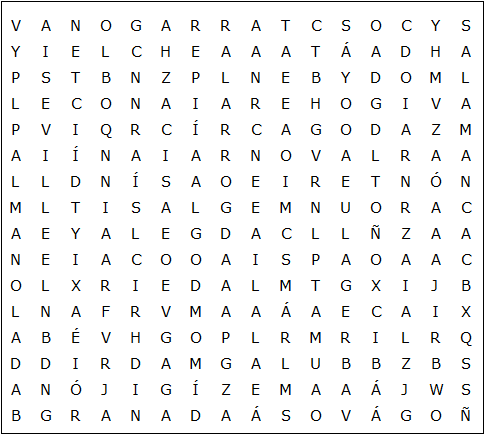 V A N O G A R R A T C S O C Y S
Y I E L C H E A A A T Á A D H A
P S T B N Z P L N E B Y D O M L
L E C O N A I A R E H O G I V A
P V I Q R C Í R C A G O D A Z M
A I Í N A I A R N O V A L R A A
L L D N Í S A O E I R E T N Ó N
M L T I S A L G E M N U O R A C
A E Y A L E G D A C L L Ñ Z A A
N E I A C O O A I S P A O A A C
O L X R I E D A L M T G X I J B
L N A F R V M A A Á A E C A I X
A B É V H G O P L R M R I L R Q
D D I R D A M G A L U B B Z B S
A N Ó J I G Í Z E M A A Á J W S
B G R A N A D A Á S O V Á G O Ñ